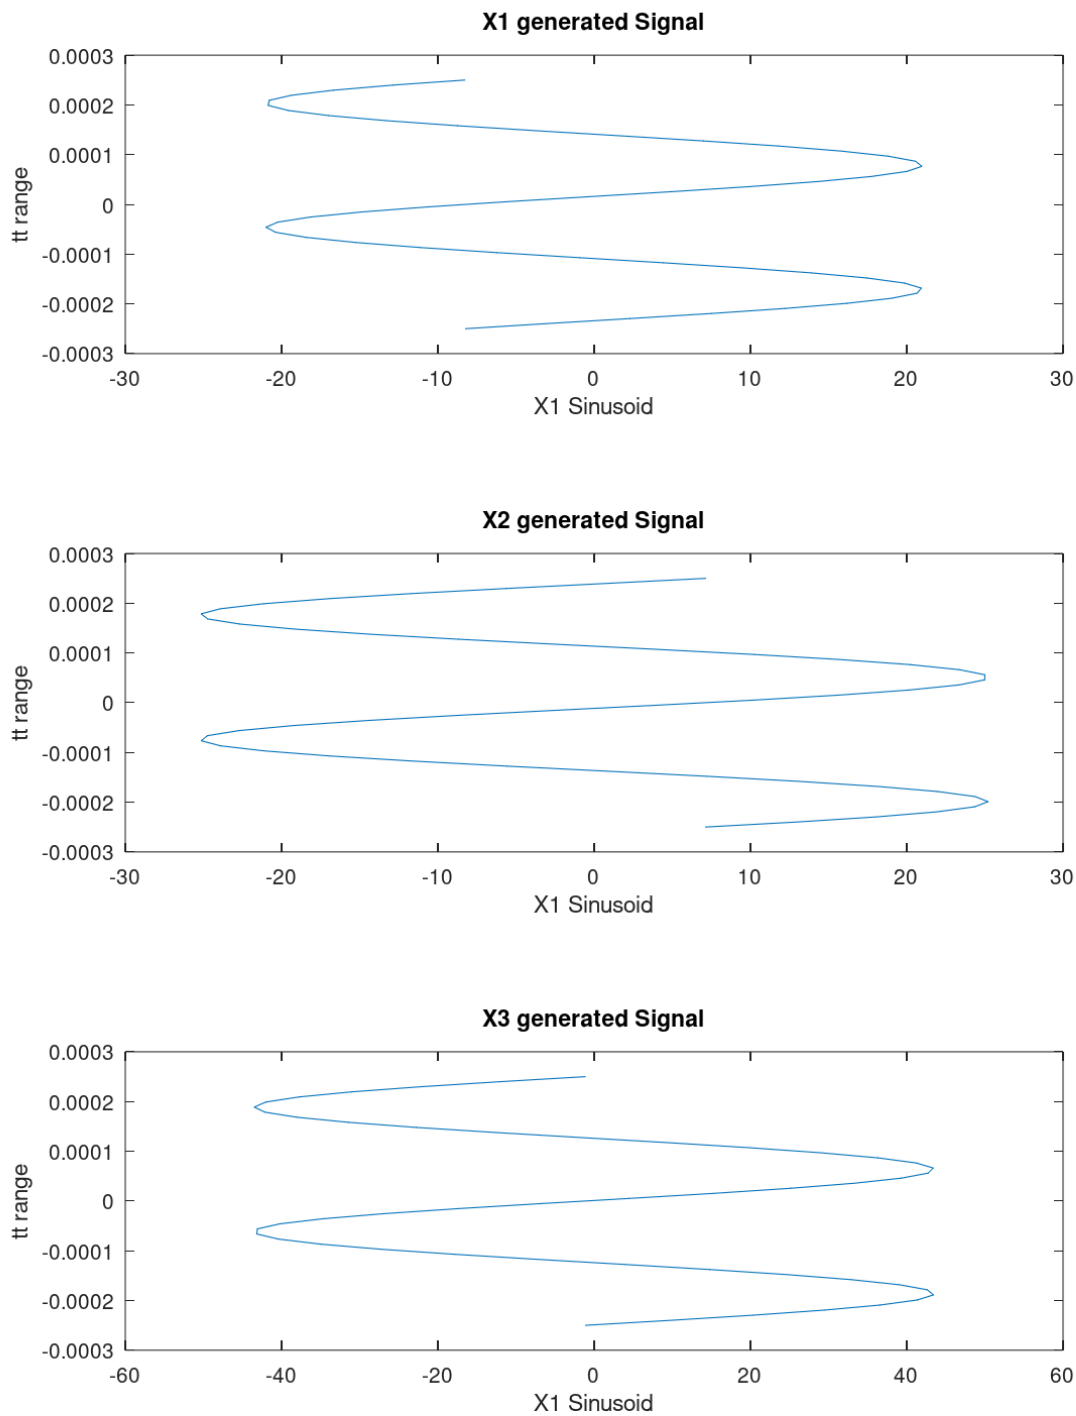 X1 generated Signal
0.0003
0.0002
0.0001
0
-0.0001
-0.0002
-0.0003
tt range
-30 -20 -10 0 10 20 30
X1 Sinusoid
X2 generated Signal
0.0003
0.0002
0.0001
0
-0.0001
-0.0002
-0.0003
tt range
-30 -20 -10 0 10 20 30
X1 Sinusoid
X3 generated Signal
0.0003
0.0002
0.0001
0
-0.0001
-0.0002
-0.0003
tt range
-60 -40 -20 0 20 40 60
X1 Sinusoid